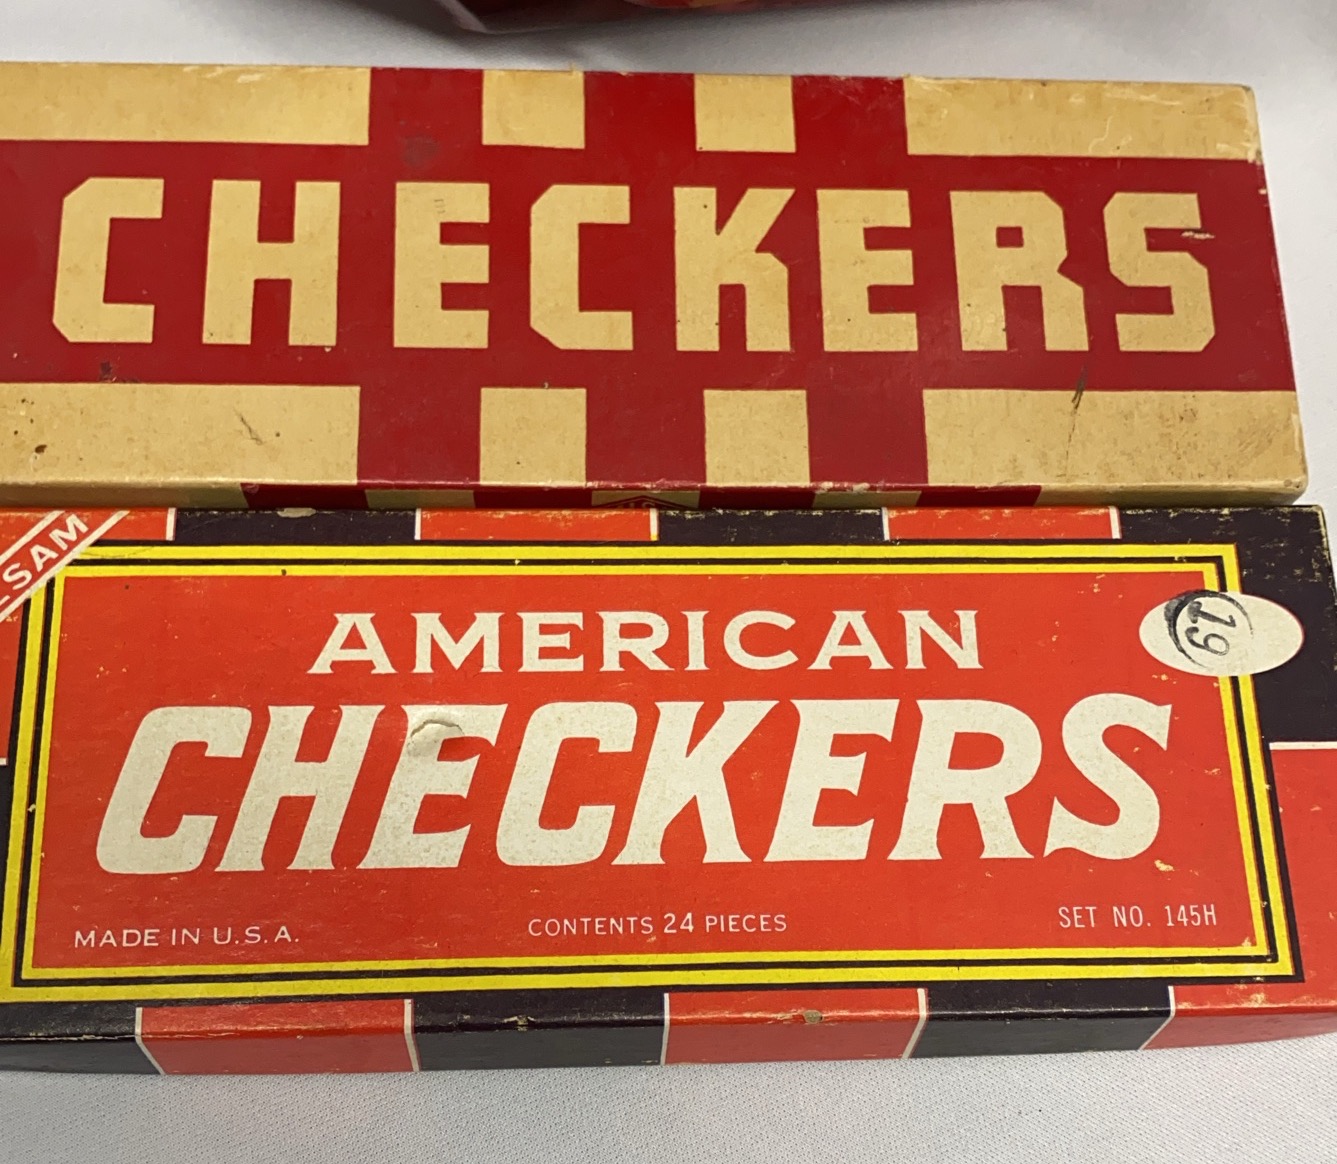 CHECKERS
SAM
AMERICAN
19
CHECKERS
MADE IN U.S.A.
CONTENTS 24 PIECES
SET NO. 145H